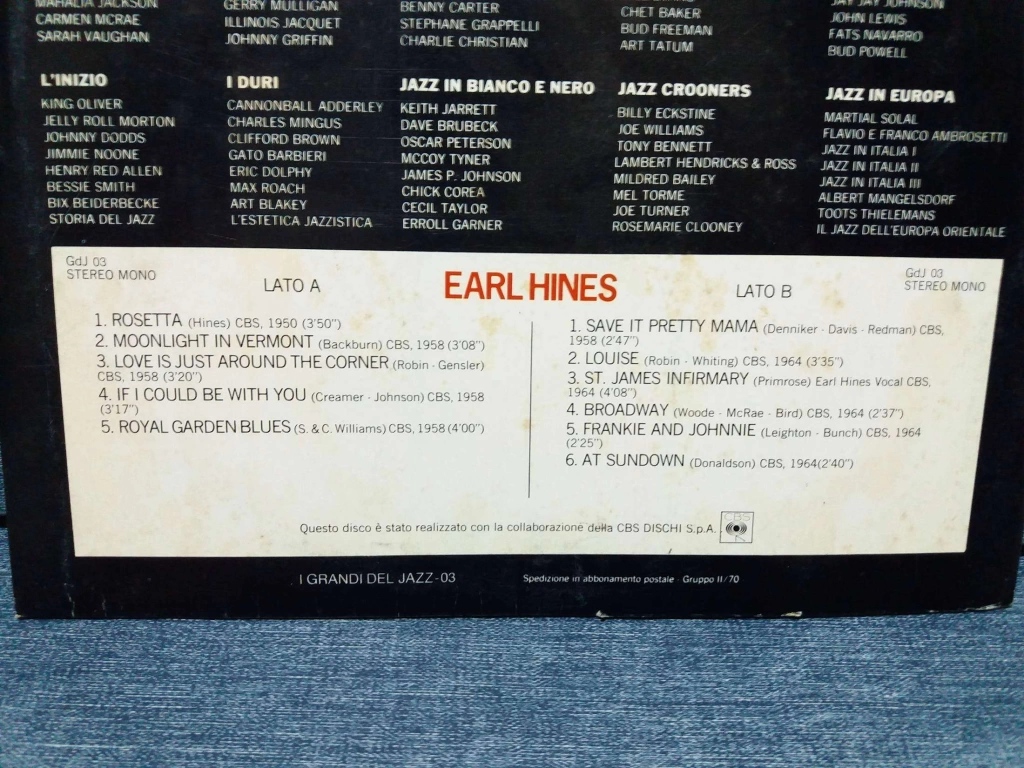 MAHALIA JACKSON
CARMEN MCRAE
SARAH VAUGHAN
GERRY MULLIGAN
ILLINOIS JACQUET
JOHNNY GRIFFIN
BENNY CARTER
STEPHANE GRAPPELLI
CHARLIE CHRISTIAN
CHET BAKER
BUD FREEMAN
ART TATUM
JAY JAY JOHNSON
JOHN LEWIS
FATS NAVARRO
BUD POWELL
L'INIZIO
KING OLIVER
JELLY ROLL MORTON
JOHNNY DODDS
JIMMIE NOONE
HENRY RED ALLEN
BESSIE SMITH
BIX BEIDERBECKE
STORIA DEL JAZZ
I DURI
CANNONBALL ADDERLEY
CHARLES MINGUS
CLIFFORD BROWN
GATO BARBIERI
ERIC DOLPHY
MAX ROACH
ART BLAKEY
L'ESTETICA JAZZISTICA
JAZZ IN BIANCO E NERO
KEITH JARRETT
DAVE BRUBECK
OSCAR PETERSON
MCCOY TYNER
JAMES P. JOHNSON
CHICK COREA
CECIL TAYLOR
ERROLL GARNER
JAZZ CROONERS
BILLY ECKSTINE
JOE WILLIAMS
TONY BENNETT
LAMBERT HENDRICKS & ROSS
MILDRED BAILEY
MEL TORME
JOE TURNER
ROSEMARIE CLOONEY
JAZZ IN EUROPA
MARTIAL SOLAL
FLAVIO E FRANCO AMBROSETTI
JAZZ IN ITALIA I
JAZZ IN ITALIA II
JAZZ IN ITALIA III
ALBERT MANGELSDORF
TOOTS THIELEMANS
IL JAZZ DELL'EUROPA ORIENTALE
GdJ 03
STEREO MONO
EARL HINES
GdJ 03
STEREO MONO
LATO A
1. ROSETTA (Hines) CBS, 1950 (3'50")
2. MOONLIGHT IN VERMONT (Backburn) CBS, 1958 (3'08")
3. LOVE IS JUST AROUND THE CORNER (Robin - Gensler)
CBS, 1958 (3'20")
4. IF I COULD BE WITH YOU (Creamer - Johnson) CBS, 1958
(3'17")
5. ROYAL GARDEN BLUES (S. & C. Williams) CBS, 1958 (4'00")
LATO B
1. SAVE IT PRETTY MAMA (Denniker - Davis - Redman) CBS,
1958 (2'47")
2. LOUISE (Robin - Whiting) CBS, 1964 (3'35")
3. ST. JAMES INFIRMARY (Primrose) Earl Hines Vocal CBS,
1964 (4'08")
4. BROADWAY (Woode - McRae - Bird) CBS, 1964 (2'37")
5. FRANKIE AND JOHNNIE (Leighton - Bunch) CBS, 1964
(2'25")
6. AT SUNDOWN (Donaldson) CBS, 1964 (2'40")
Questo disco è stato realizzato con la collaborazione della CBS DISCHI S.p.A.
CBS
I GRANDI DEL JAZZ - 03
Spedizione in abbonamento postale - Gruppo II/70